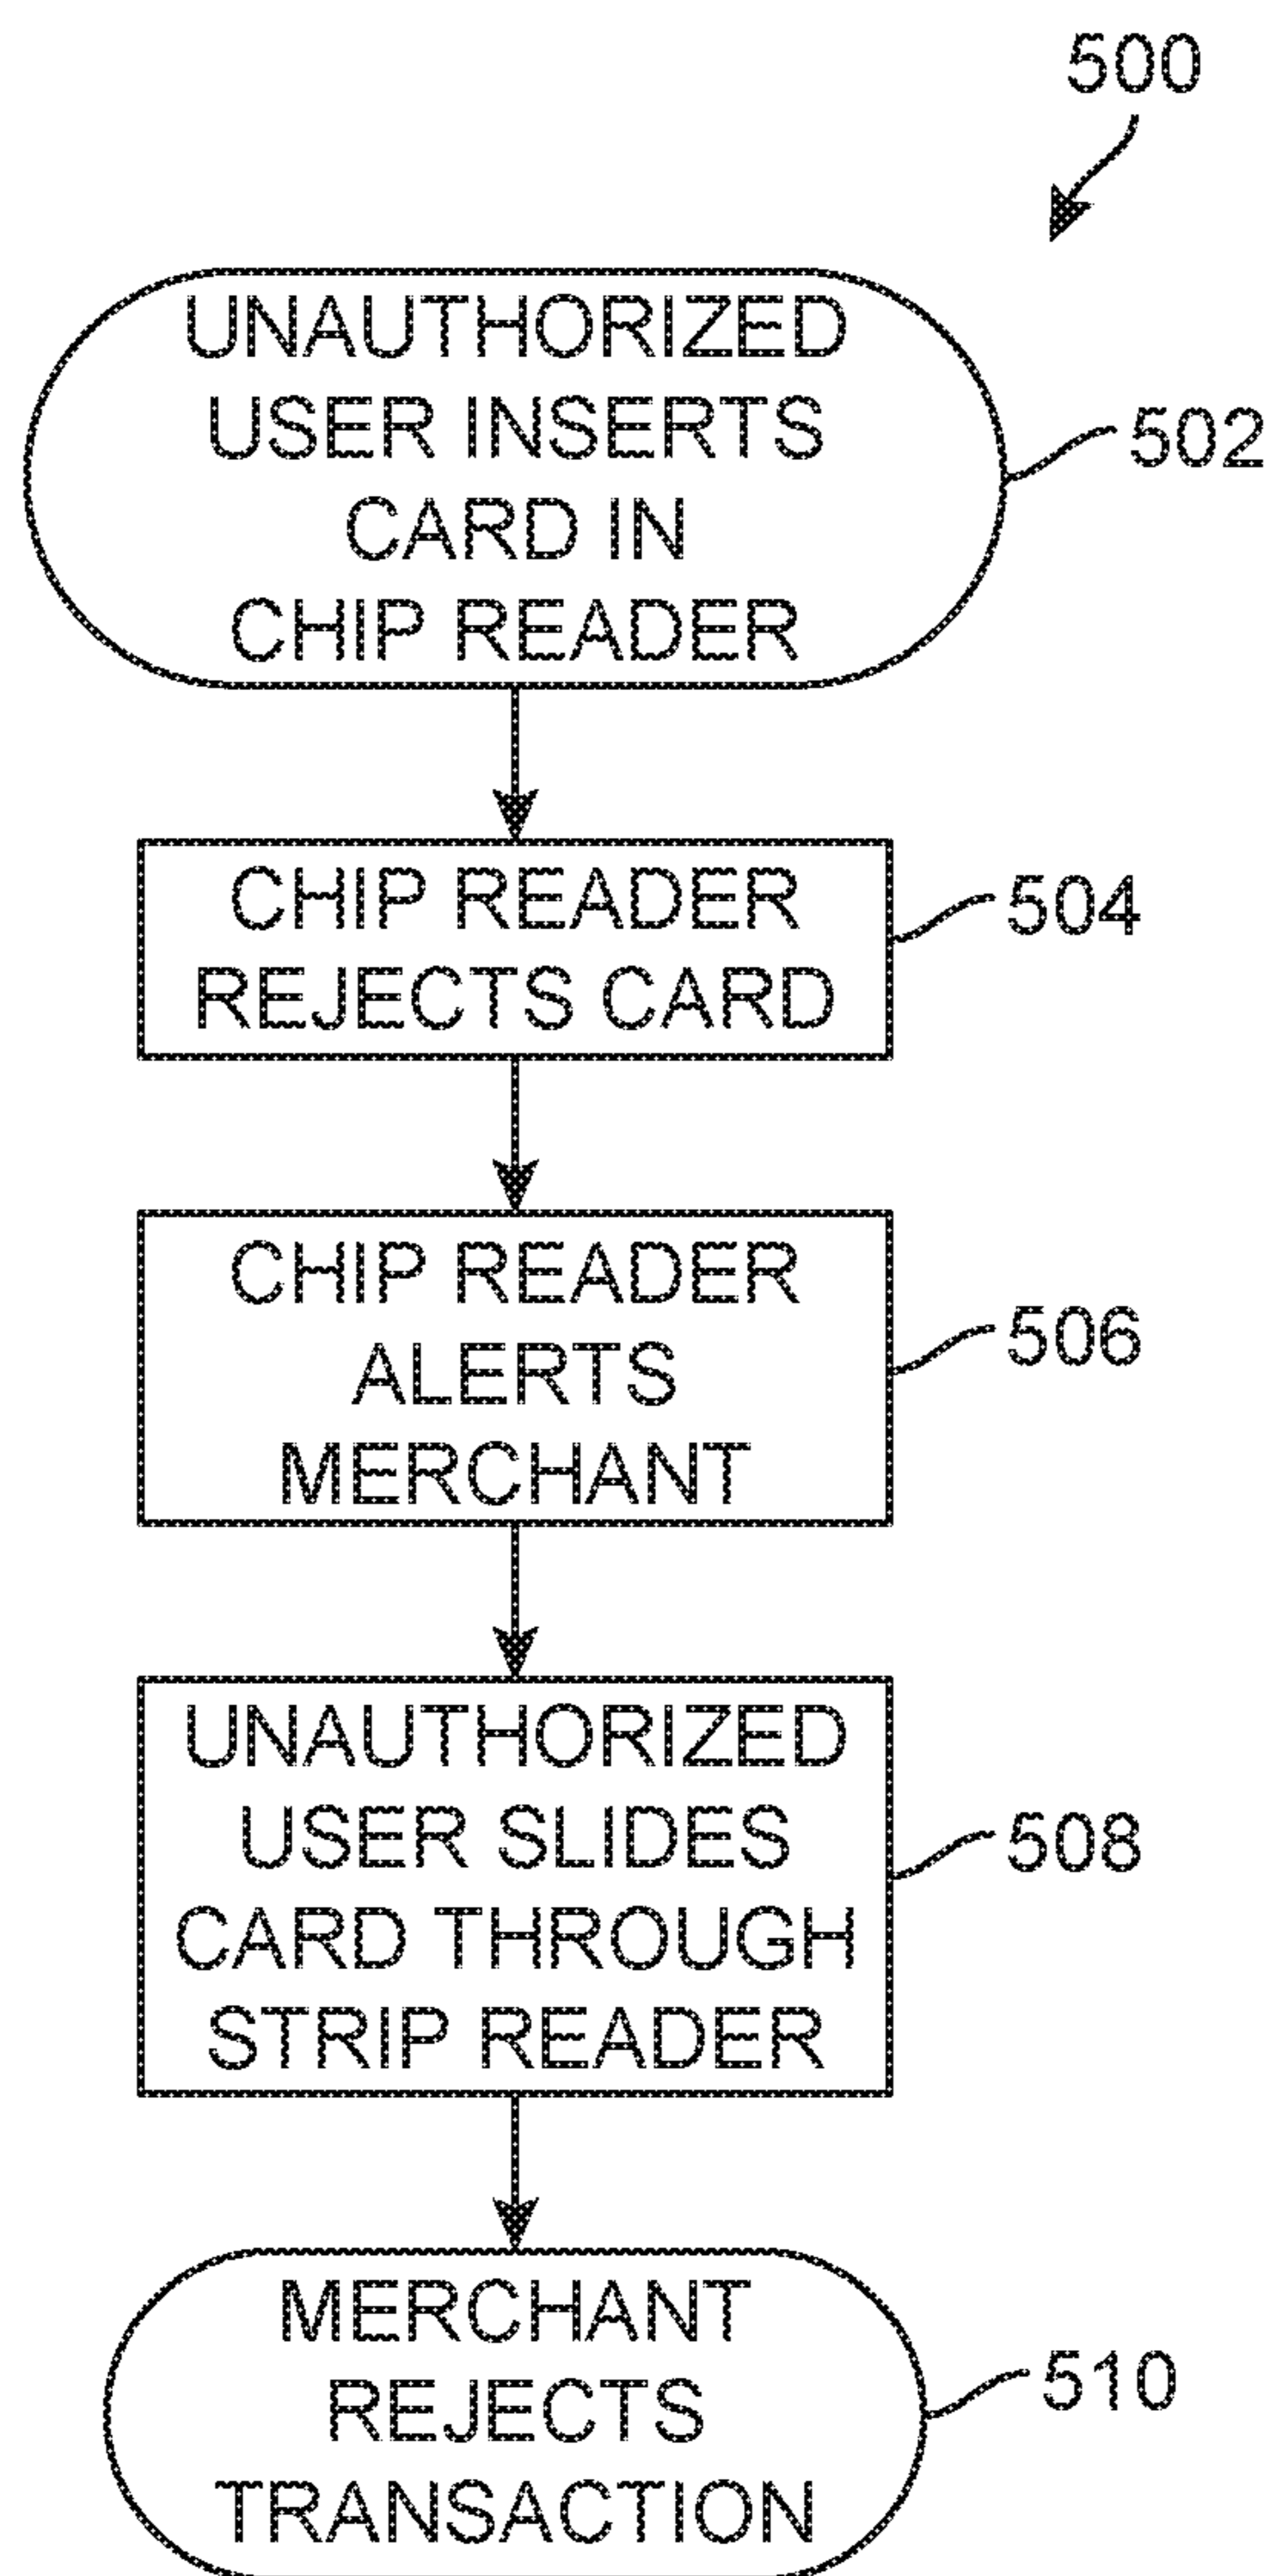 500
UNAUTHORIZED
USER INSERTS
CARD IN
CHIP READER
502
CHIP READER
REJECTS CARD
504
CHIP READER
ALERTS
MERCHANT
506
UNAUTHORIZED
USER SLIDES
CARD THROUGH
STRIP READER
508
MERCHANT
REJECTS
TRANSACTION
510